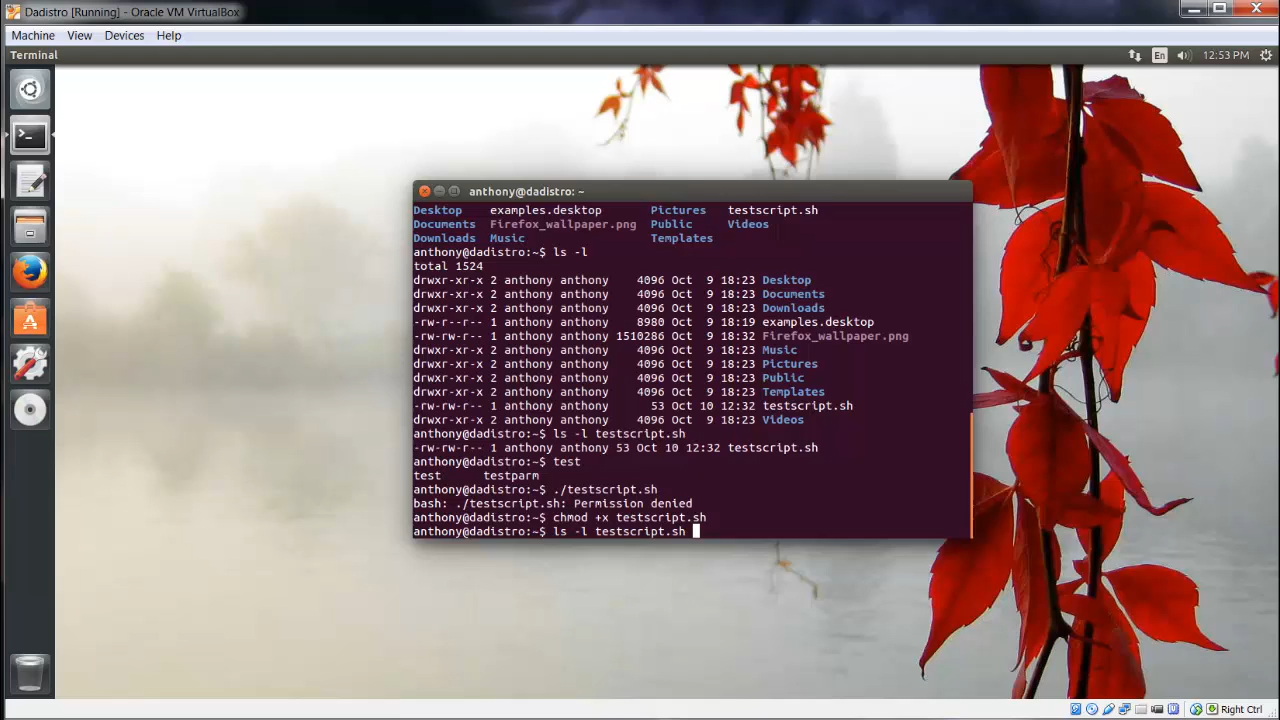 Dadistro [Running] - Oracle VM VirtualBox
Machine View Devices Help
Terminal
En
12:53 PM
anthony@dadistro: ~
Desktop examples.desktop Pictures testscript.sh
Documents Firefox_wallpaper.png Public Videos
Downloads Music Templates
anthony@dadistro:~$ ls -l
total 1524
drwxr-xr-x 2 anthony anthony 4096 Oct 9 18:23 Desktop
drwxr-xr-x 2 anthony anthony 4096 Oct 9 18:23 Documents
drwxr-xr-x 2 anthony anthony 4096 Oct 9 18:23 Downloads
-rw-r--r-- 1 anthony anthony 8980 Oct 9 18:19 examples.desktop
-rw-rw-r-- 1 anthony anthony 1510286 Oct 9 18:32 Firefox_wallpaper.png
drwxr-xr-x 2 anthony anthony 4096 Oct 9 18:23 Music
drwxr-xr-x 2 anthony anthony 4096 Oct 9 18:23 Pictures
drwxr-xr-x 2 anthony anthony 4096 Oct 9 18:23 Public
drwxr-xr-x 2 anthony anthony 4096 Oct 9 18:23 Templates
-rw-rw-r-- 1 anthony anthony 53 Oct 10 12:32 testscript.sh
drwxr-xr-x 2 anthony anthony 4096 Oct 9 18:23 Videos
anthony@dadistro:~$ ls -l testscript.sh
-rw-rw-r-- 1 anthony anthony 53 Oct 10 12:32 testscript.sh
anthony@dadistro:~$ test
test testparm
anthony@dadistro:~$ ./testscript.sh
bash: ./testscript.sh: Permission denied
anthony@dadistro:~$ chmod +x testscript.sh
anthony@dadistro:~$ ls -l testscript.sh
Right Ctrl